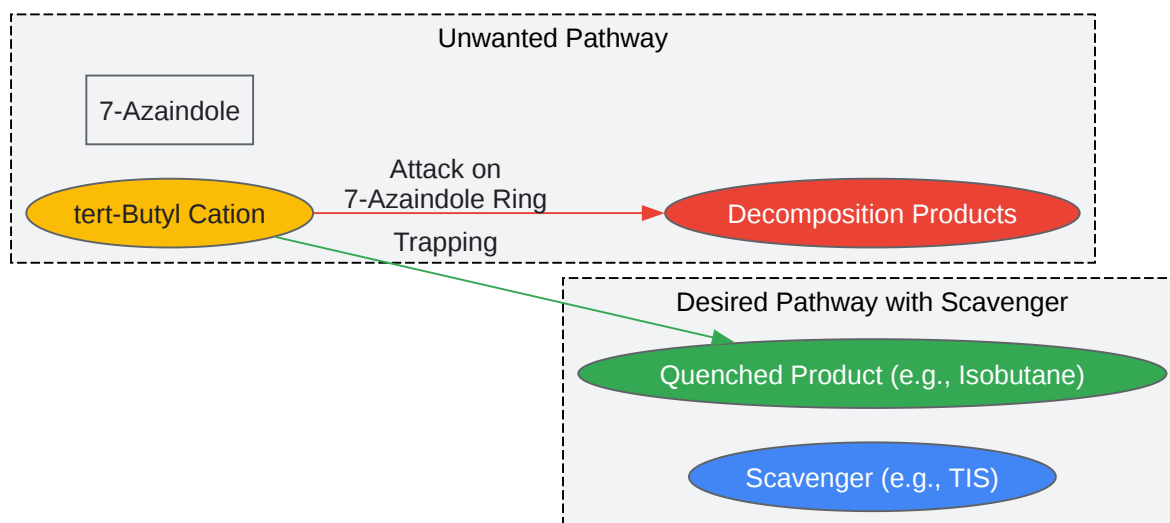 Unwanted Pathway
7-Azaindole
Attack on
7-Azaindole Ring
tert-Butyl Cation
Decomposition Products
Trapping
Desired Pathway with Scavenger
Quenched Product (e.g., Isobutane)
Scavenger (e.g., TIS)